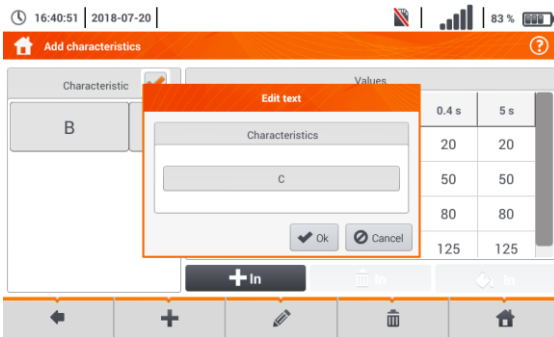 16:40:51 2018-07-20 83 %
Add characteristics ?
Characteristic
Values
B
0.4 s 5 s
20 20
50 50
80 80
125 125
Edit text
Characteristics
C
Ok Cancel
In In In